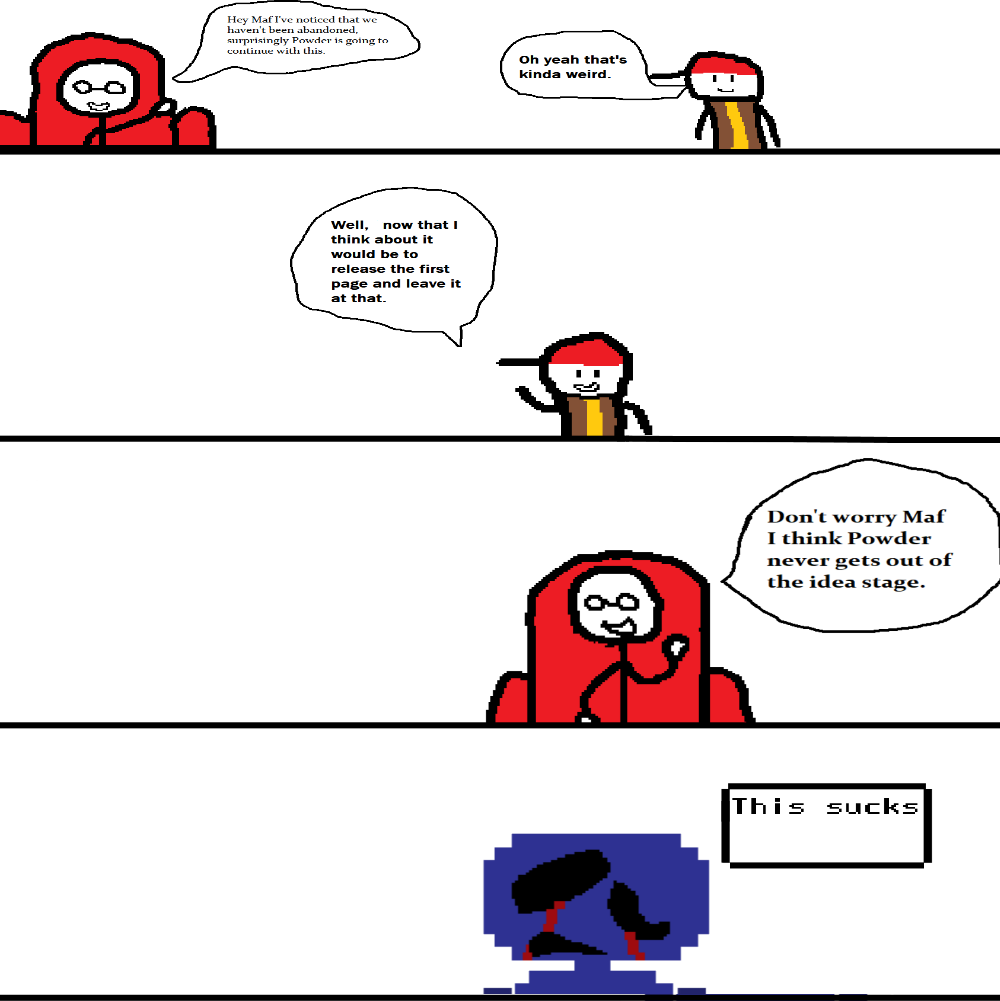 Hey Maf I've noticed that we
haven't been abandoned,
surprisingly Powder is going to
continue with this.
Oh yeah that's
kinda weird.
Well,   now that I
think about it
would be to
release the first
page and leave it
at that.
Don't worry Maf
I think Powder
never gets out of
the idea stage.
This sucks